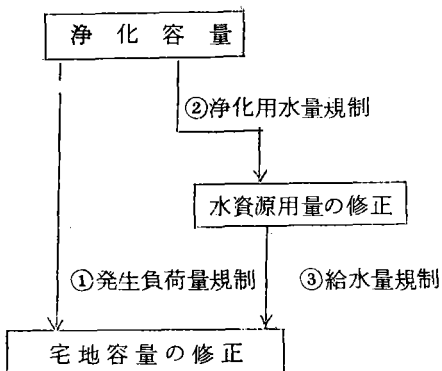 浄化容量
②浄化用水量規制
水資源用量の修正
①発生負荷量規制
③給水量規制
宅地容量の修正